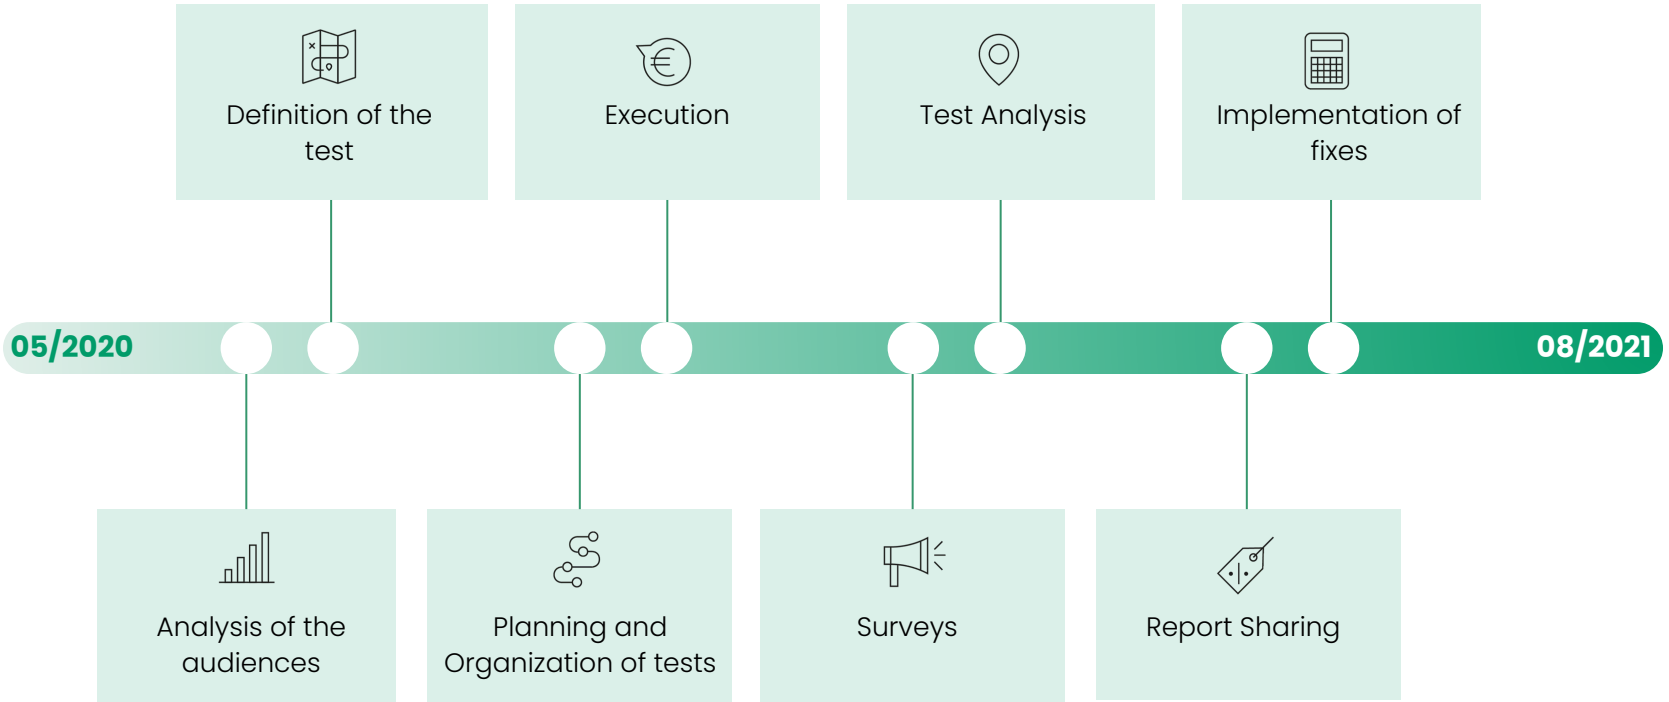 Definition of the
test
Execution
Test Analysis
Implementation of
fixes
05/2020
08/2021
Analysis of the
audiences
Planning and
Organization of tests
Surveys
Report Sharing